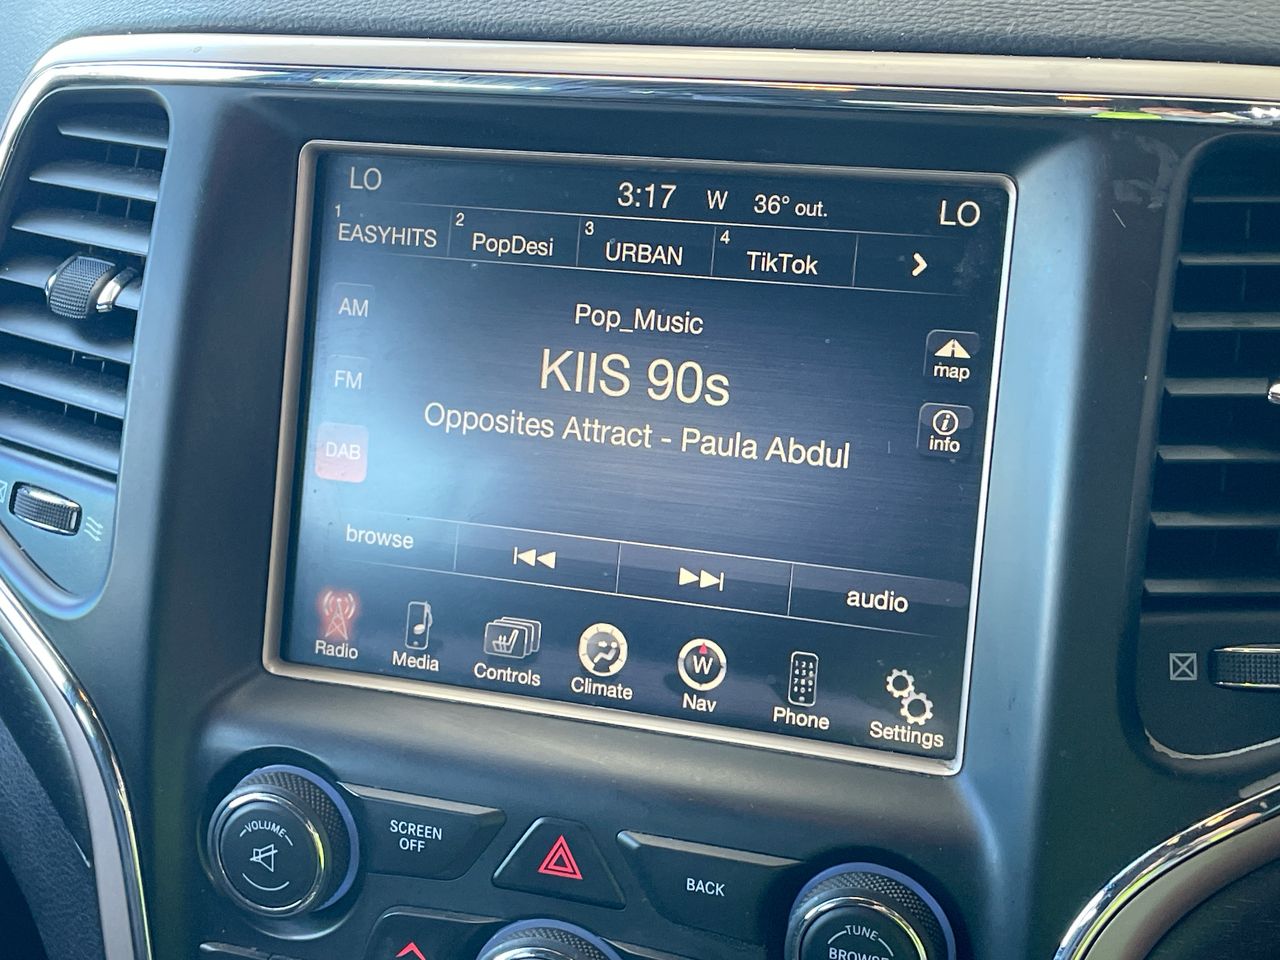 LO 3:17 W 36° out. LO
1 EASYHITS 2 PopDesi 3 URBAN 4 TikTok
AM
Pop_Music
map
FM
KIIS 90s
info
DAB
Opposites Attract - Paula Abdul
browse
audio
Radio Media Controls Climate W Nav Phone Settings
VOLUME
SCREEN
OFF
BACK
TUNE
BROWSE